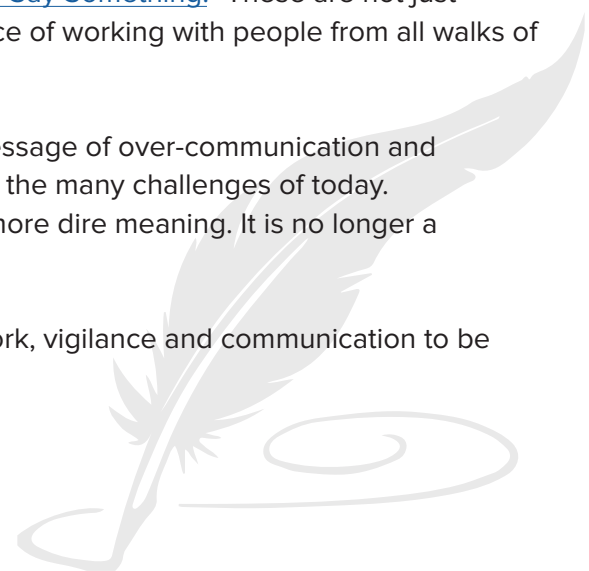 Say Something." These are not just
ce of working with people from all walks of
ssage of over-communication and
the many challenges of today.
more dire meaning. It is no longer a
ork, vigilance and communication to be